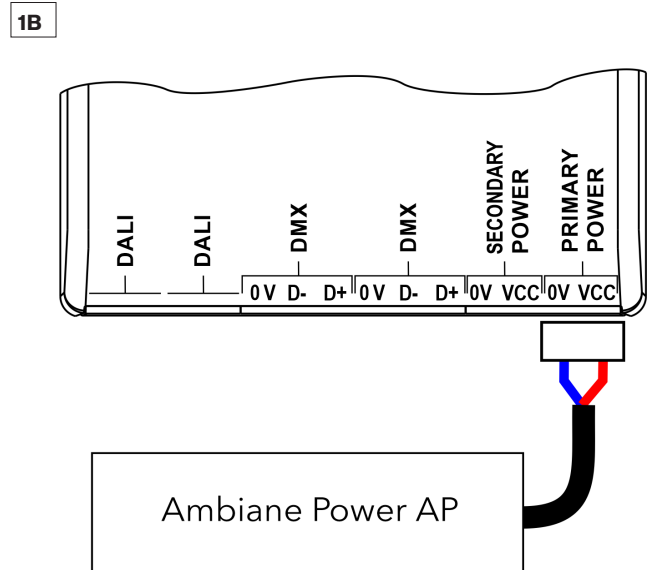 1B
DALI
DALI
DMX
DMX
SECONDARY
POWER
PRIMARY
POWER
0 V D- D+ 0 V D- D+ 0V VCC 0V VCC
Ambiane Power AP